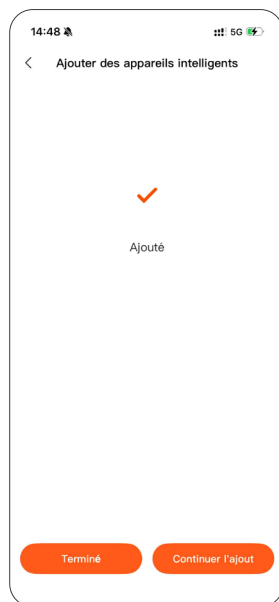 14:48 5G
Ajouter des appareils intelligents
Ajouté
Terminé Continuer l'ajout